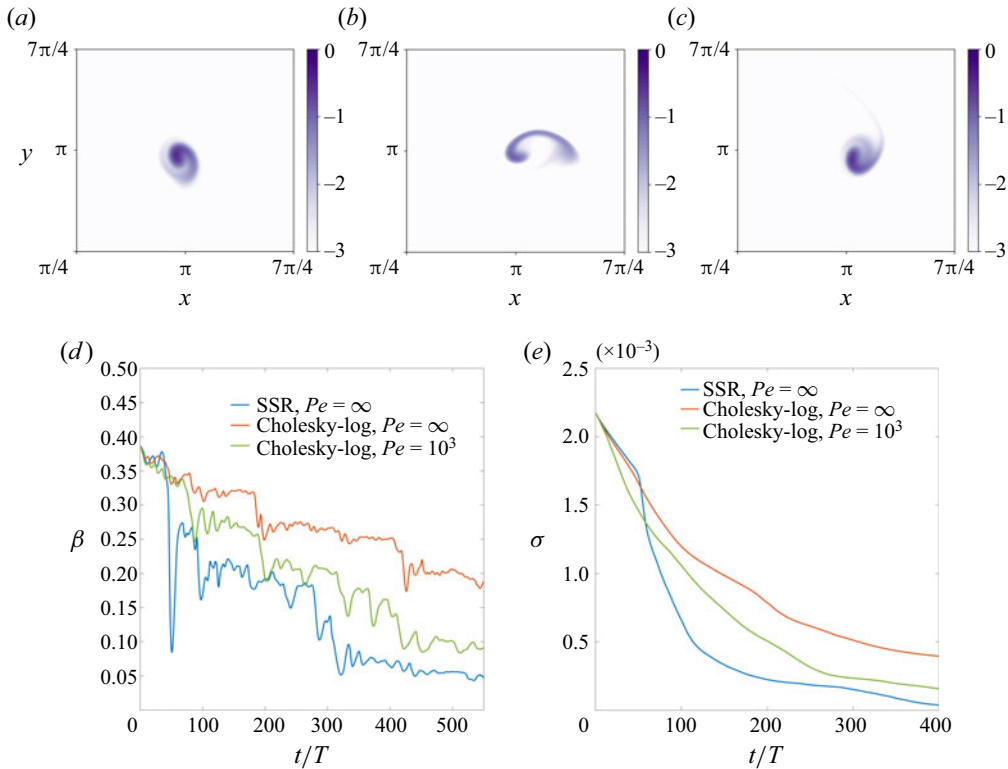 (a) (b) (c)
7π/4 0 7π/4 0 7π/4 0
−1 −1 −1
y π π π
−2 −2 −2
−3 −3 −3
π/4 π/4 π/4
π 7π/4 π 7π/4 π 7π/4
x x x
(d) (e) (×10⁻³)
0.50
0.45
0.40
0.35
0.30
β 0.25
0.20
0.15
0.10
0.05
0 100 200 300 400 500
t/T
SSR, Pe = ∞
Cholesky-log, Pe = ∞
Cholesky-log, Pe = 10³
2.5
2.0
1.5
σ
1.0
0.5
0 100 200 300 400
t/T
SSR, Pe = ∞
Cholesky-log, Pe = ∞
Cholesky-log, Pe = 10³